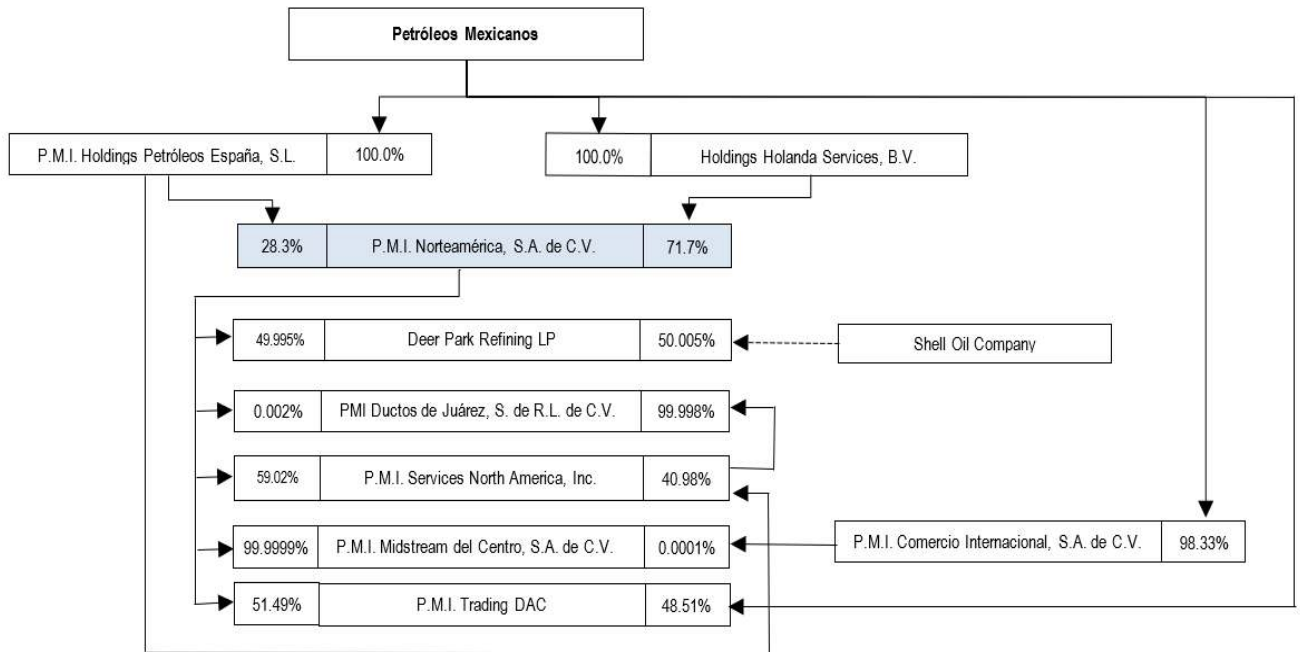 Petróleos Mexicanos
P.M.I. Holdings Petróleos España, S.L. 100.0%
100.0% Holdings Holanda Services, B.V.
28.3% P.M.I. Norteamérica, S.A. de C.V. 71.7%
49.995% Deer Park Refining LP 50.005%
Shell Oil Company
0.002% PMI Ductos de Juárez, S. de R.L. de C.V. 99.998%
59.02% P.M.I. Services North America, Inc. 40.98%
99.9999% P.M.I. Midstream del Centro, S.A. de C.V. 0.0001%
P.M.I. Comercio Internacional, S.A. de C.V. 98.33%
51.49% P.M.I. Trading DAC 48.51%